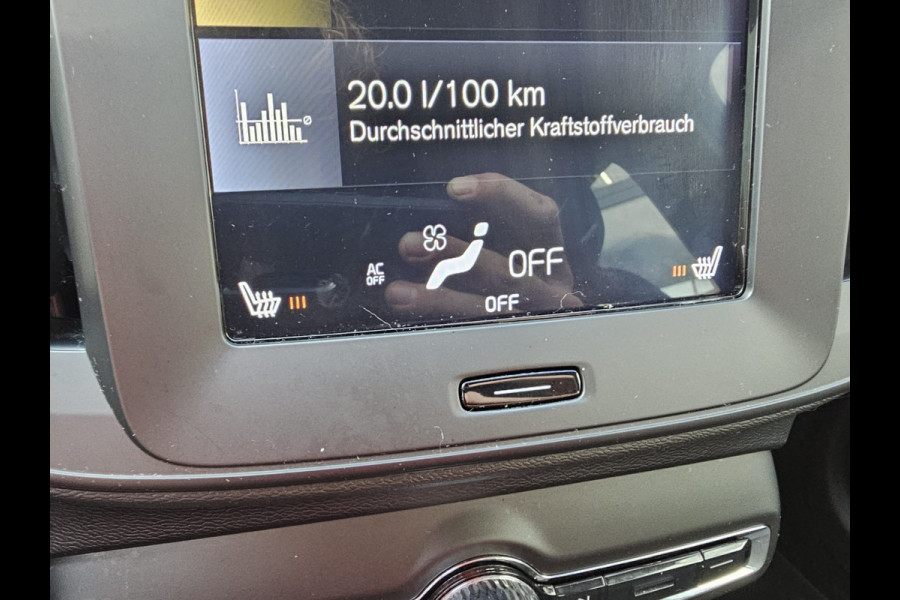 20.0 l/100 km
Durchschnittlicher Kraftstoffverbrauch
AC
OFF
OFF
OFF